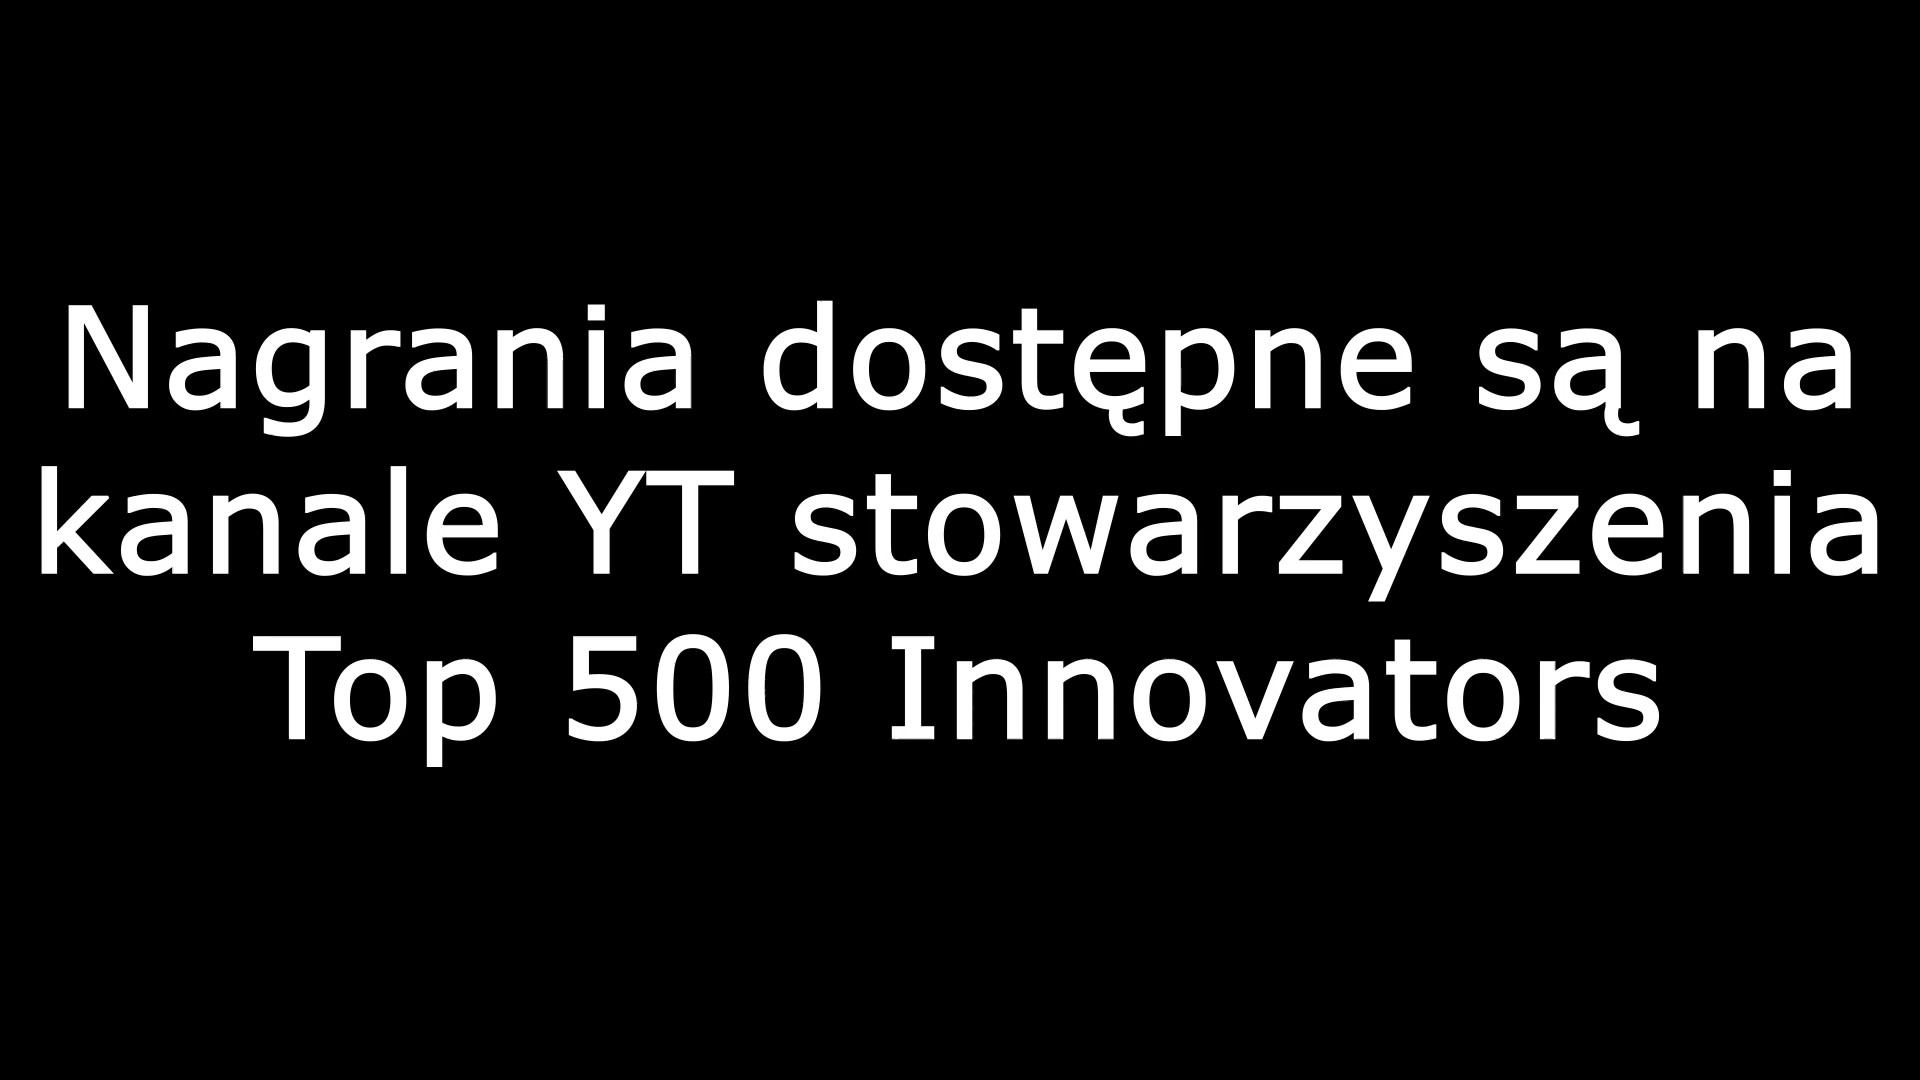 Nagrania dostępne są na
kanale YT stowarzyszenia
Top 500 Innovators